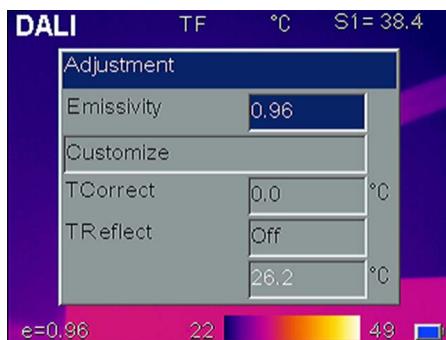 DALI TF °C S1= 38.4
Adjustment
Emissivity 0.96
Customize
TCorrect 0.0 °C
TReflect Off
26.2 °C
e=0.96 22 49